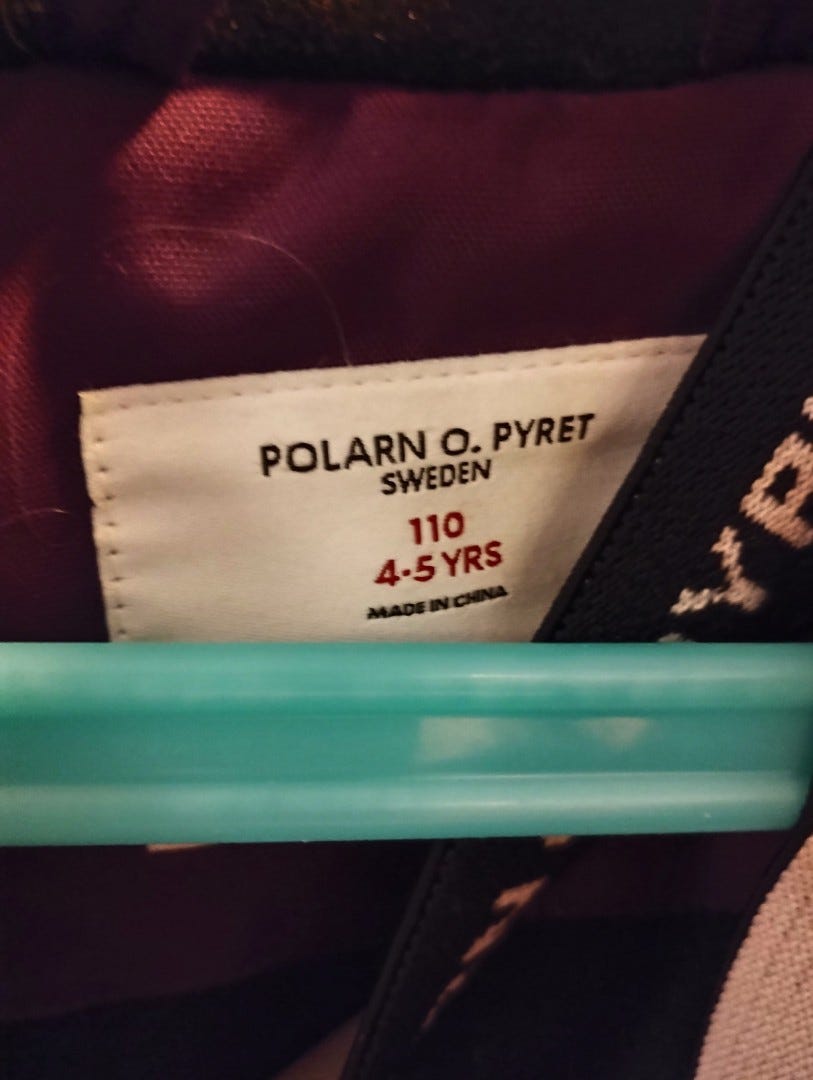 POLARN O. PYRET
SWEDEN
110
4-5 YRS
MADE IN CHINA